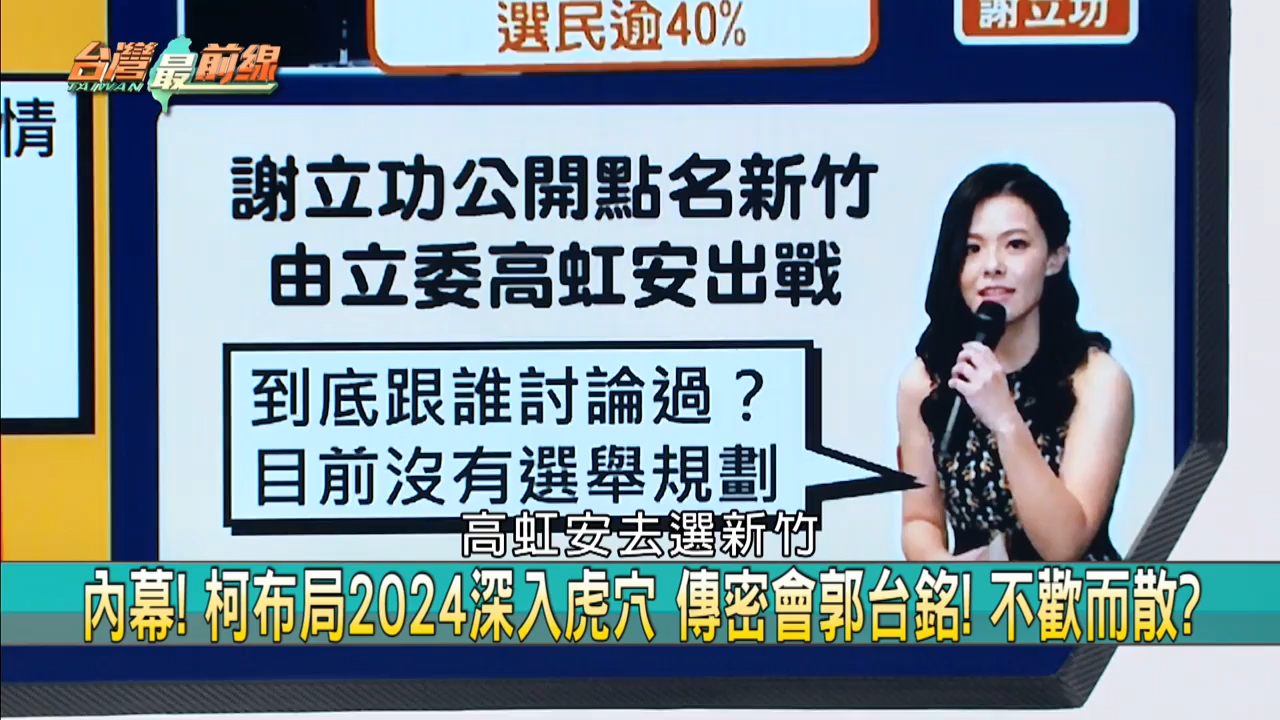 選民逾40%
謝立功
台灣最前線
TAIWAN
情
謝立功公開點名新竹
由立委高虹安出戰
到底跟誰討論過？
目前沒有選舉規劃
高虹安去選新竹
內幕! 柯布局2024深入虎穴 傳密會郭台銘! 不歡而散?